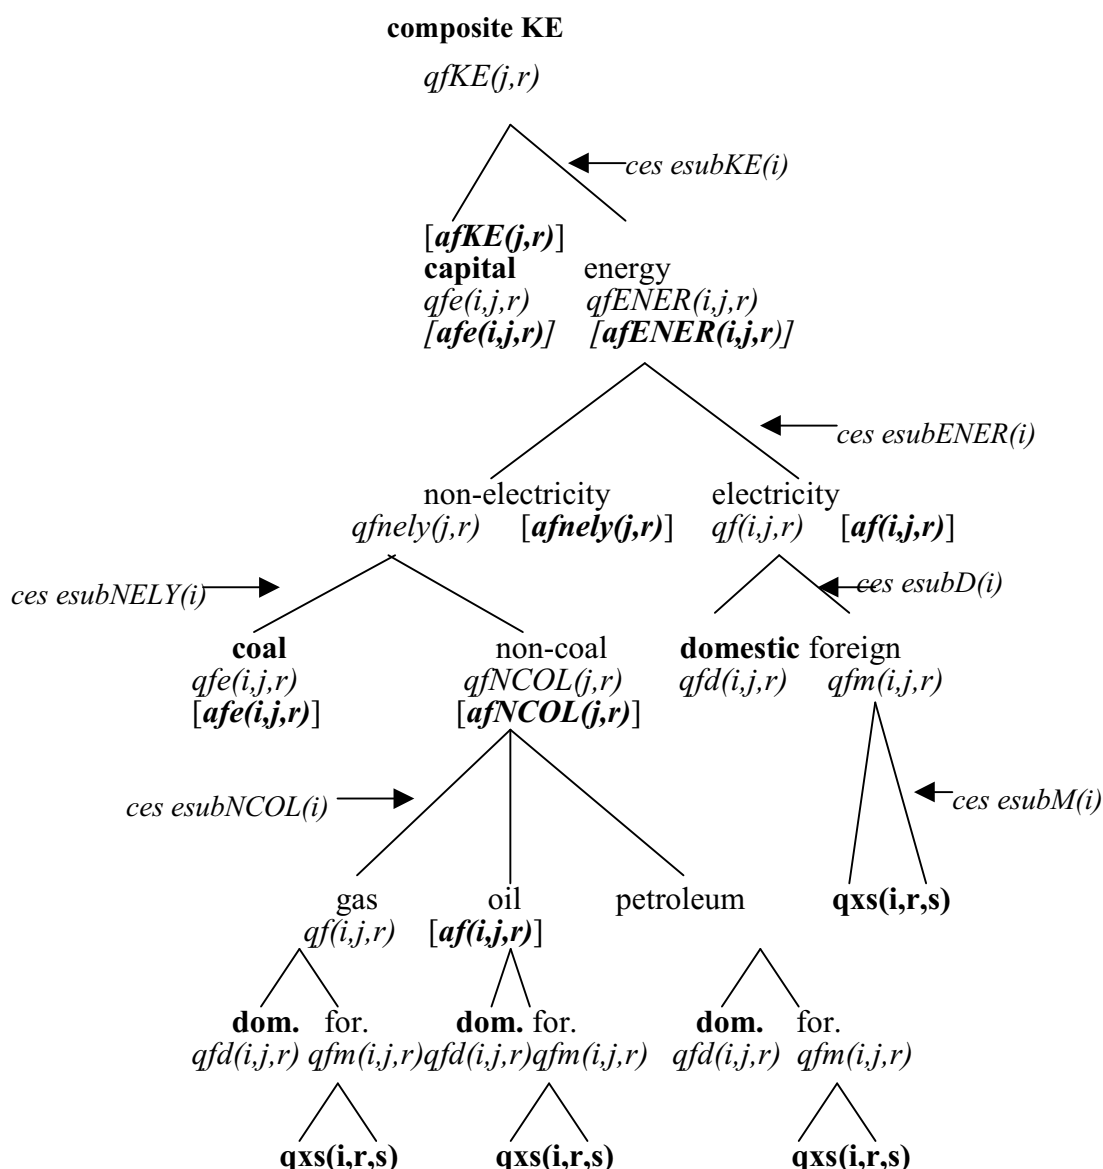 composite KE
qfKE(j,r)
ces esubKE(i)
[afKE(j,r)]
capital energy
qfe(i,j,r) qfENER(i,j,r)
[afe(i,j,r)] [afENER(i,j,r)]
ces esubENER(i)
non-electricity electricity
qfnely(j,r) [afnely(j,r)] qf(i,j,r) [af(i,j,r)]
ces esubNELY(i) ces esubD(i)
coal non-coal domestic foreign
qfe(i,j,r) qfNCOL(j,r) qfd(i,j,r) qfm(i,j,r)
[afe(i,j,r)] [afNCOL(j,r)]
ces esubNCOL(i) ces esubM(i)
gas oil petroleum qxs(i,r,s)
qf(i,j,r) [af(i,j,r)]
dom. for. dom. for. dom. for.
qfd(i,j,r) qfm(i,j,r) qfd(i,j,r) qfm(i,j,r) qfd(i,j,r) qfm(i,j,r)
qxs(i,r,s) qxs(i,r,s) qxs(i,r,s)